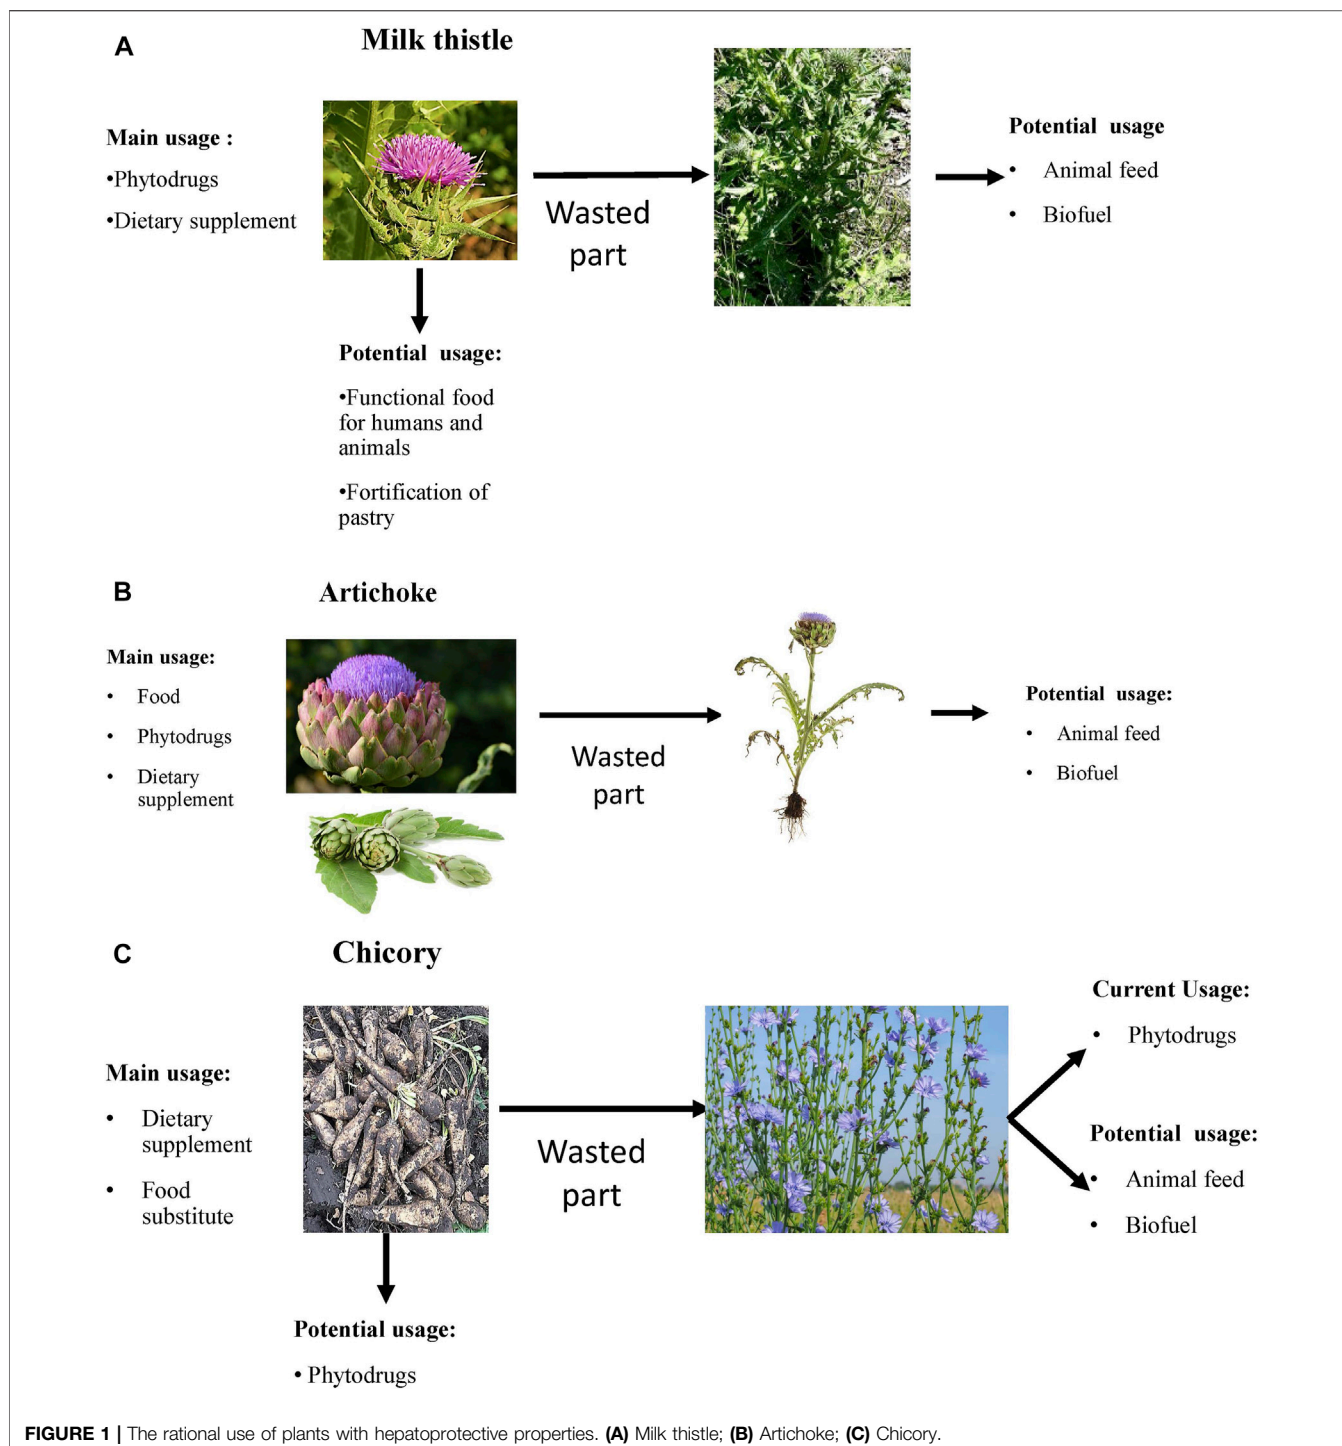 A
Milk thistle
Main usage :
•Phytodrugs
•Dietary supplement
Wasted
part
Potential usage
• Animal feed
• Biofuel
Potential usage:
•Functional food
for humans and
animals
•Fortification of
pastry
B
Artichoke
Main usage:
• Food
• Phytodrugs
• Dietary
supplement
Wasted
part
Potential usage:
• Animal feed
• Biofuel
C
Chicory
Main usage:
• Dietary
supplement
• Food
substitute
Wasted
part
Current Usage:
• Phytodrugs
Potential usage:
• Animal feed
• Biofuel
Potential usage:
• Phytodrugs
FIGURE 1 | The rational use of plants with hepatoprotective properties. (A) Milk thistle; (B) Artichoke; (C) Chicory.